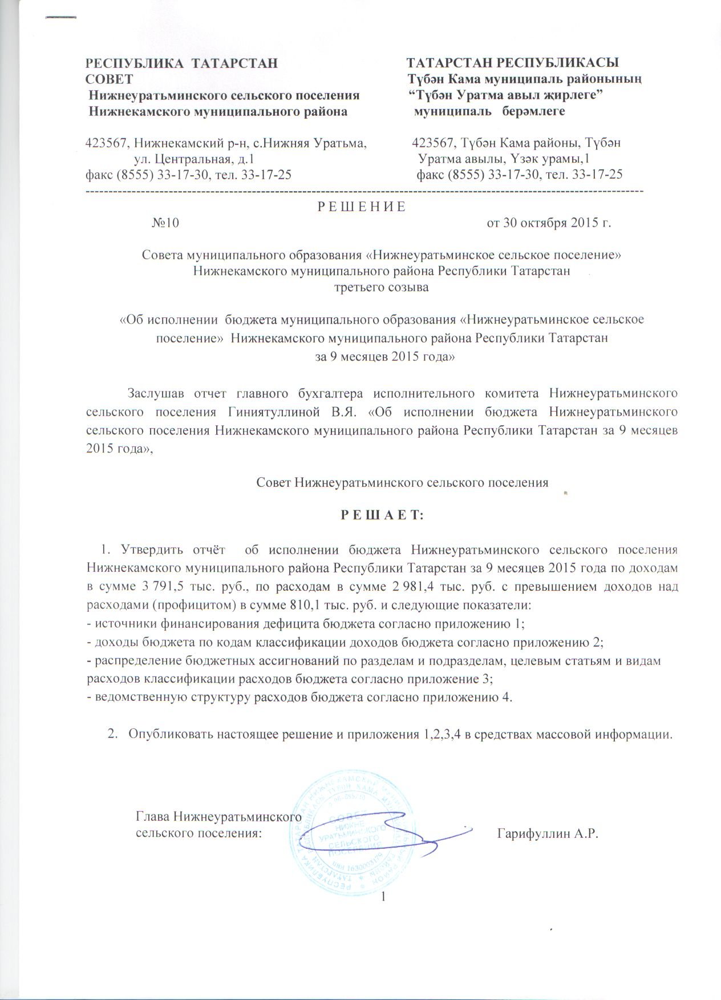 РЕСПУБЛИКА ТАТАРСТАН
СОВЕТ
Нижнеуратьминского сельского поселения
Нижнекамского муниципального района
423567, Нижнекамский р-н, с.Нижняя Уратьма,
ул. Центральная, д.1
факс (8555) 33-17-30, тел. 33-17-25
ТАТАРСТАН РЕСПУБЛИКАСЫ
Түбән Кама муниципаль районының
“Түбән Уратма авыл җирлеге”
муниципаль берәмлеге
423567, Түбән Кама районы, Түбән
Уратма авылы, Үзәк урамы,1
факс (8555) 33-17-30, тел. 33-17-25
Р Е Ш Е Н И Е
№10 от 30 октября 2015 г.
Совета муниципального образования «Нижнеуратьминское сельское поселение»
Нижнекамского муниципального района Республики Татарстан
третьего созыва
«Об исполнении бюджета муниципального образования «Нижнеуратьминское сельское
поселение» Нижнекамского муниципального района Республики Татарстан
за 9 месяцев 2015 года»
Заслушав отчет главного бухгалтера исполнительного комитета Нижнеуратьминского
сельского поселения Гиниятуллиной В.Я. «Об исполнении бюджета Нижнеуратьминского
сельского поселения Нижнекамского муниципального района Республики Татарстан за 9 месяцев
2015 года»,
Совет Нижнеуратьминского сельского поселения
Р Е Ш А Е Т:
1. Утвердить отчёт об исполнении бюджета Нижнеуратьминского сельского поселения
Нижнекамского муниципального района Республики Татарстан за 9 месяцев 2015 года по доходам
в сумме 3 791,5 тыс. руб., по расходам в сумме 2 981,4 тыс. руб. с превышением доходов над
расходами (профицитом) в сумме 810,1 тыс. руб. и следующие показатели:
- источники финансирования дефицита бюджета согласно приложению 1;
- доходы бюджета по кодам классификации доходов бюджета согласно приложению 2;
- распределение бюджетных ассигнований по разделам и подразделам, целевым статьям и видам
расходов классификации расходов бюджета согласно приложение 3;
- ведомственную структуру расходов бюджета согласно приложению 4.
2. Опубликовать настоящее решение и приложения 1,2,3,4 в средствах массовой информации.
Глава Нижнеуратьминского
сельского поселения: Гарифуллин А.Р.
СОВЕТ
НИЖНЕ
УРАТЬМИНСКОГО
СЕЛЬСКОГО
ПОСЕЛЕНИЯ
1